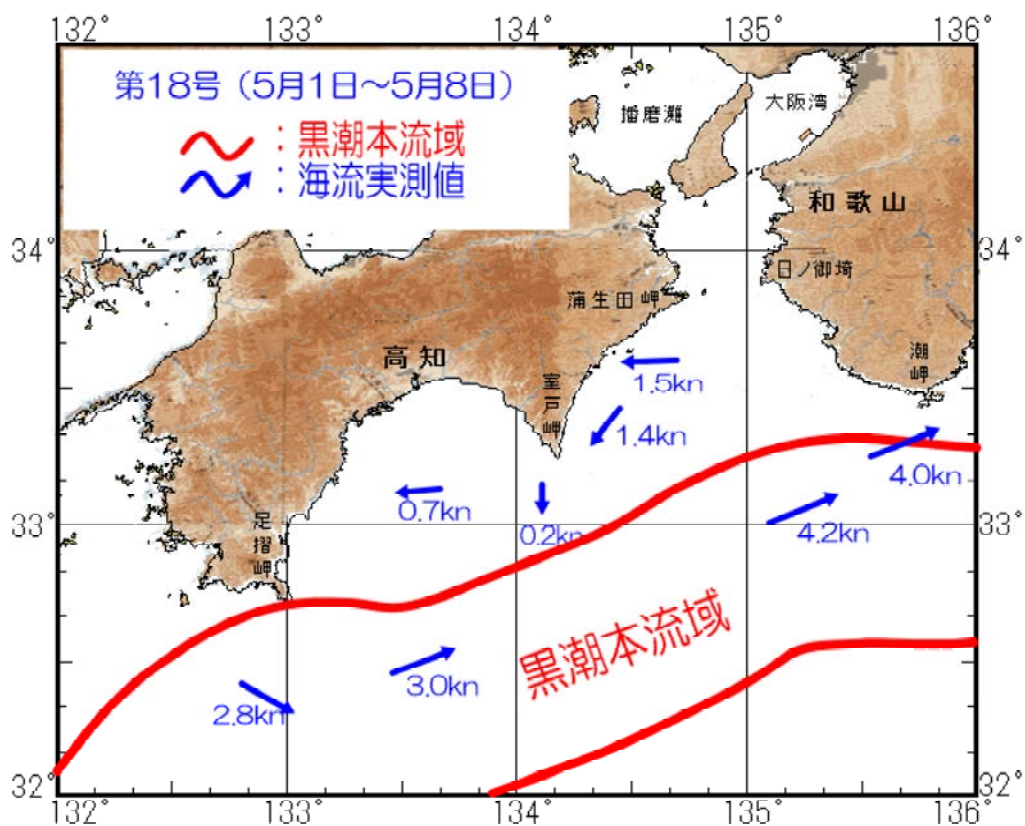 132° 133° 134° 135° 136°
第18号（5月1日～5月8日）
：黒潮本流域
：海流実測値
播磨灘
大阪湾
和歌山
34° 34°
日ノ御埼
蒲生田岬
高知
室戸岬
潮岬
1.5kn
1.4kn
4.0kn
0.7kn
0.2kn
4.2kn
33° 33°
足摺岬
黒潮本流域
3.0kn
2.8kn
32° 32°
132° 133° 134° 135° 136°